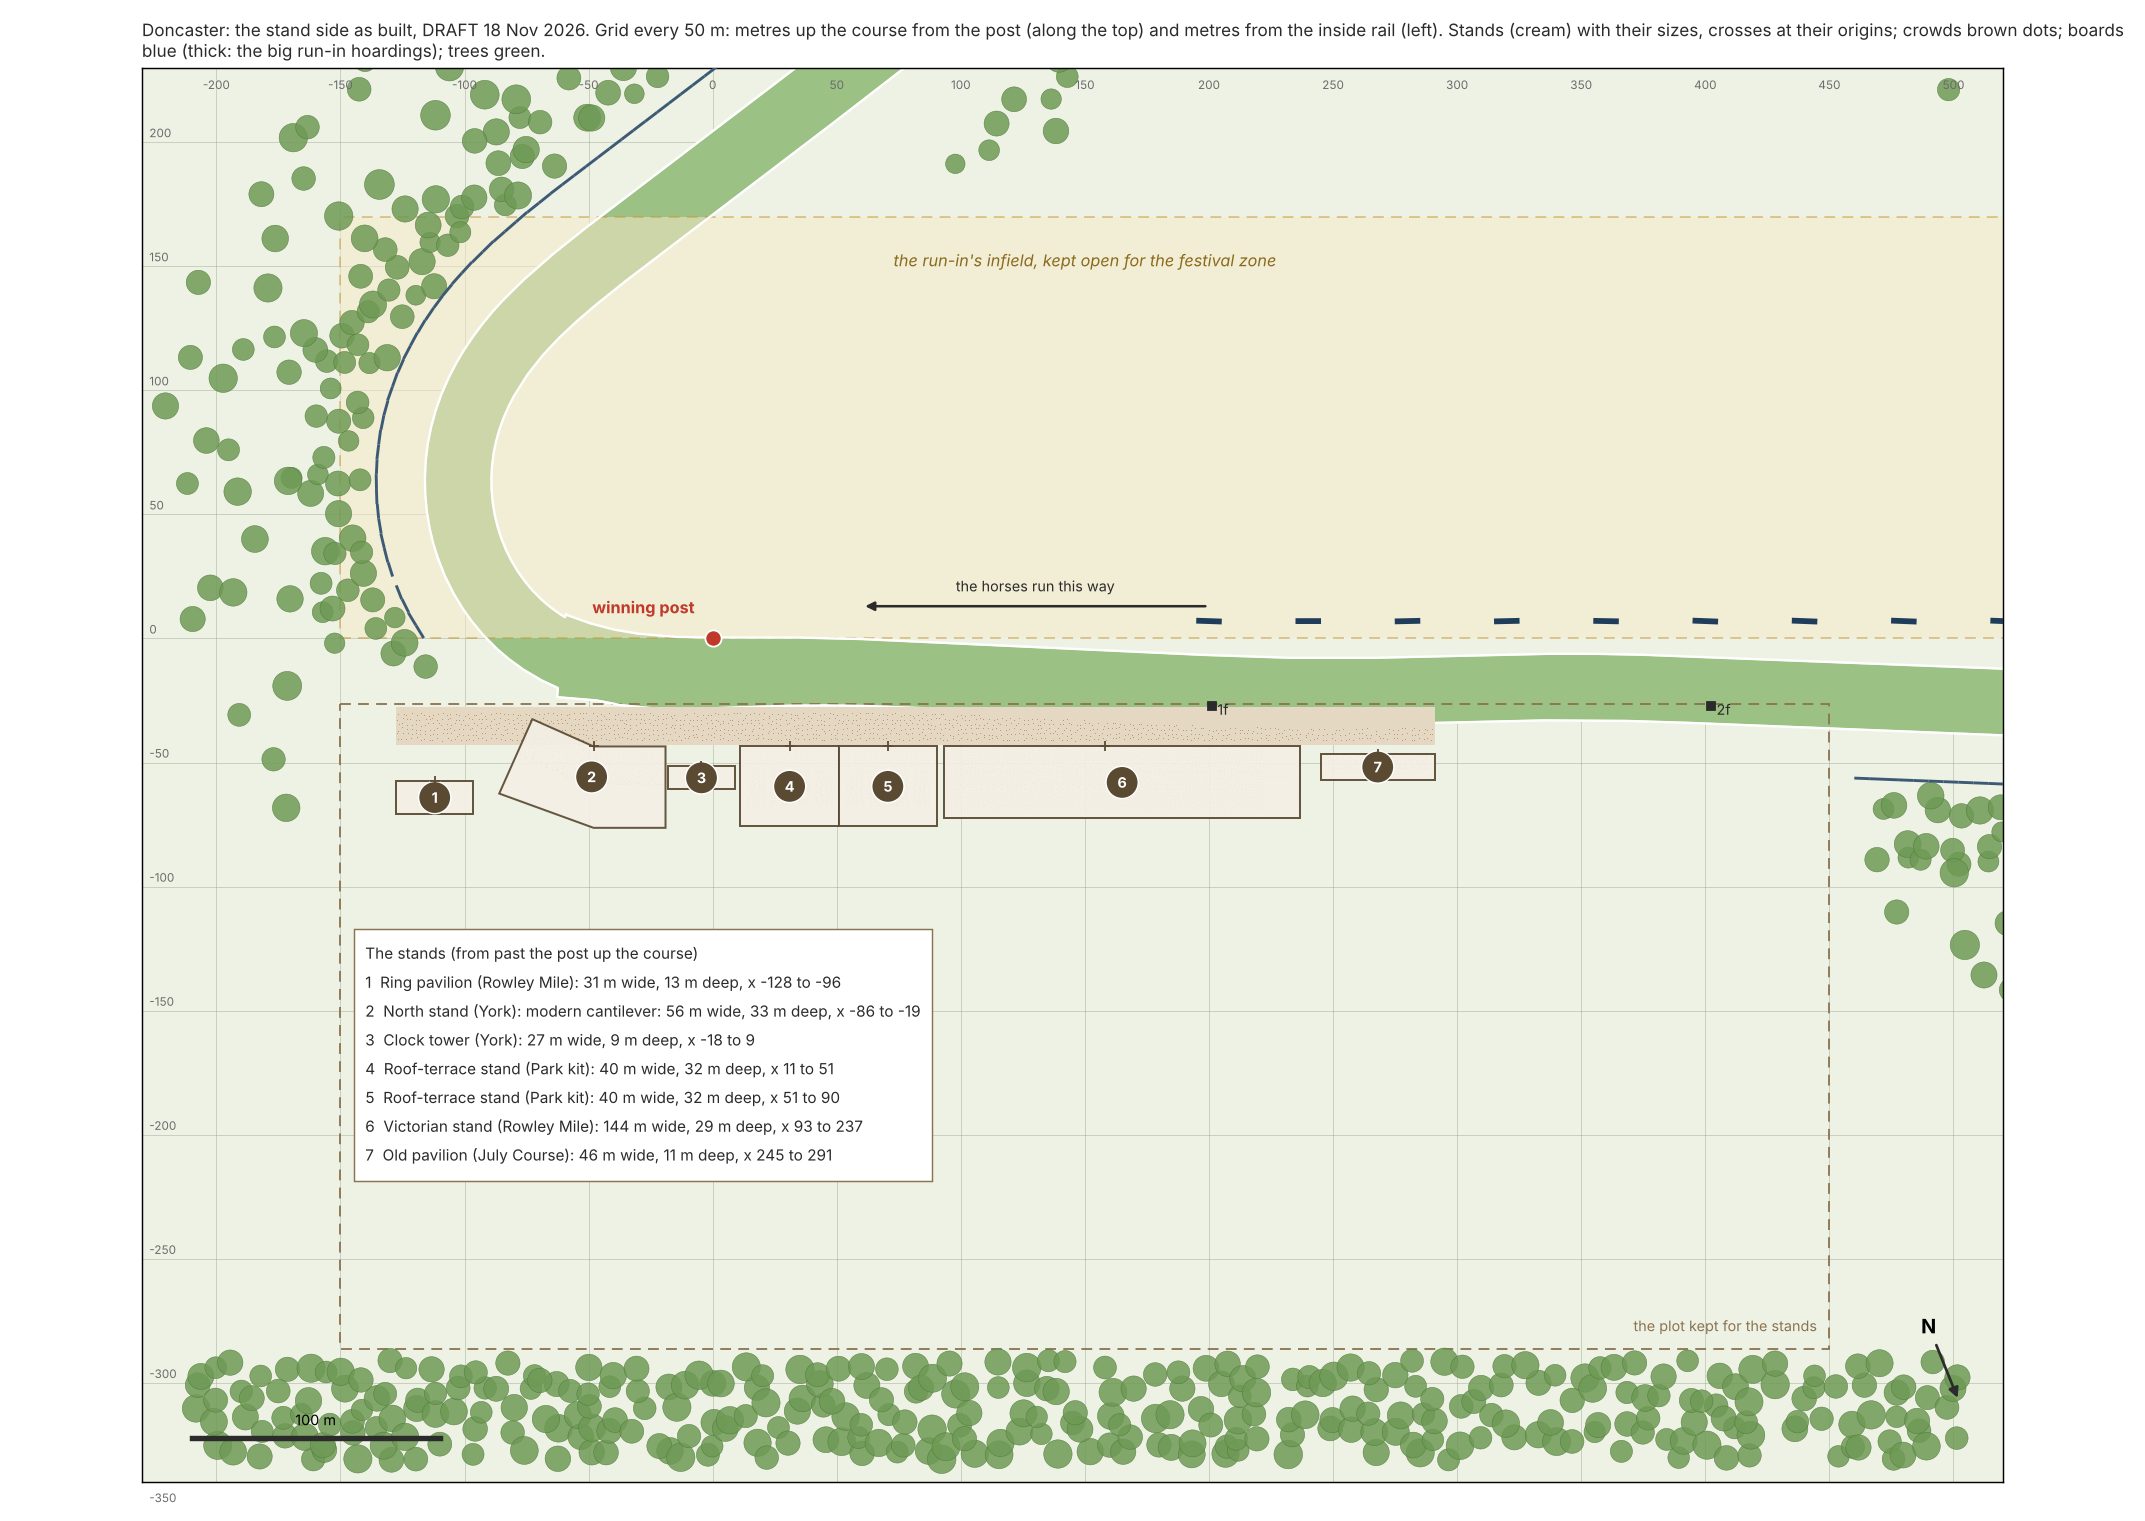 Doncaster: the stand side as built, DRAFT 18 Nov 2026. Grid every 50 m: metres up the course from the post (along the top) and metres from the inside rail (left). Stands (cream) with their sizes, crosses at their origins; crowds brown dots; boards
blue (thick: the big run-in hoardings); trees green.
-200 -150 -100 -50 0 50 100 150 200 250 300 350 400 450 500
200
150
the run-in's infield, kept open for the festival zone
100
50
the horses run this way
winning post
0
1f
2f
-50
1
2
3
4
5
6
7
-100
The stands (from past the post up the course)
1 Ring pavilion (Rowley Mile): 31 m wide, 13 m deep, x -128 to -96
2 North stand (York): modern cantilever: 56 m wide, 33 m deep, x -86 to -19
3 Clock tower (York): 27 m wide, 9 m deep, x -18 to 9
4 Roof-terrace stand (Park kit): 40 m wide, 32 m deep, x 11 to 51
5 Roof-terrace stand (Park kit): 40 m wide, 32 m deep, x 51 to 90
6 Victorian stand (Rowley Mile): 144 m wide, 29 m deep, x 93 to 237
7 Old pavilion (July Course): 46 m wide, 11 m deep, x 245 to 291
-150
-200
-250
the plot kept for the stands
N
-300
100 m
-350